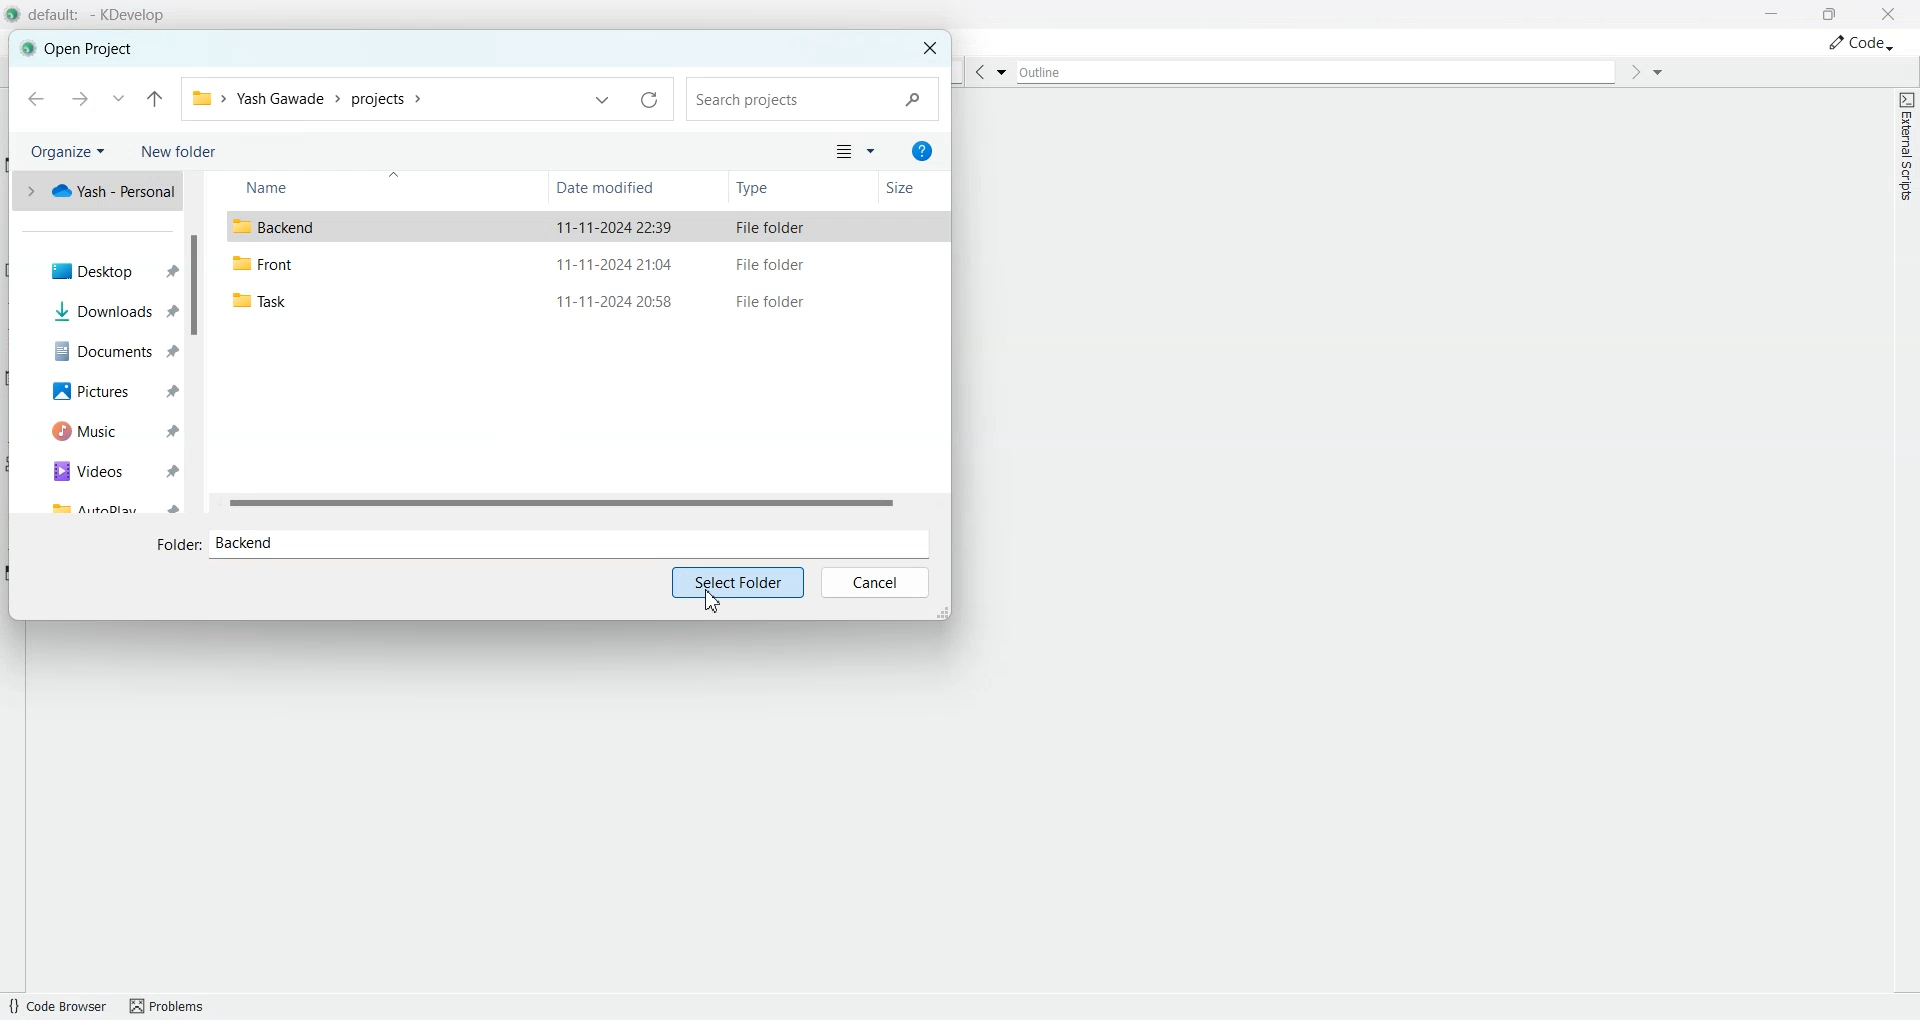 default: - KDevelop
Open Project
Code
Yash Gawade › projects ›
Search projects
Outline
Organize
New folder
?
External Scripts
Yash - Personal
Name
Date modified
Type
Size
Backend
11-11-2024 22:39
File folder
Front
11-11-2024 21:04
File folder
Task
11-11-2024 20:58
File folder
Desktop
Downloads
Documents
Pictures
Music
Videos
AutoPlay
Folder: Backend
Select Folder
Cancel
{} Code Browser
Problems